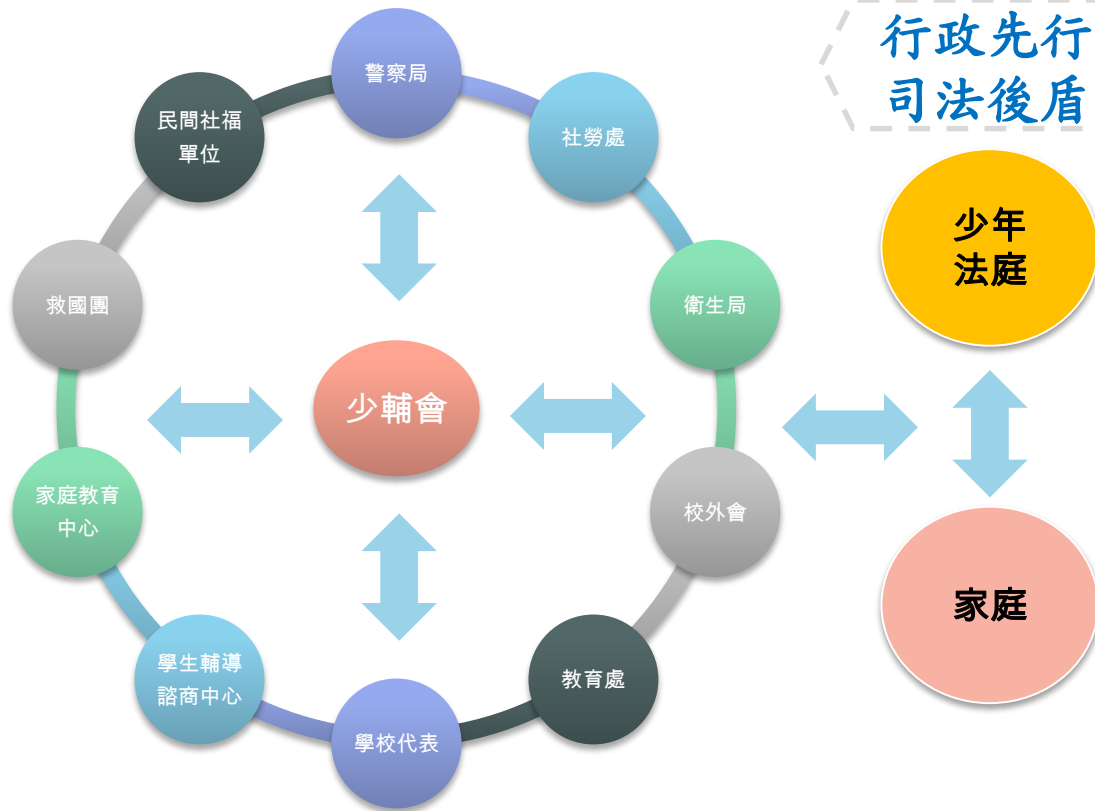 行政先行
司法後盾
警察局
民間社福
單位
社勞處
少年
法庭
救國團
衛生局
少輔會
家庭教育
中心
校外會
家庭
學生輔導
諮商中心
教育處
學校代表